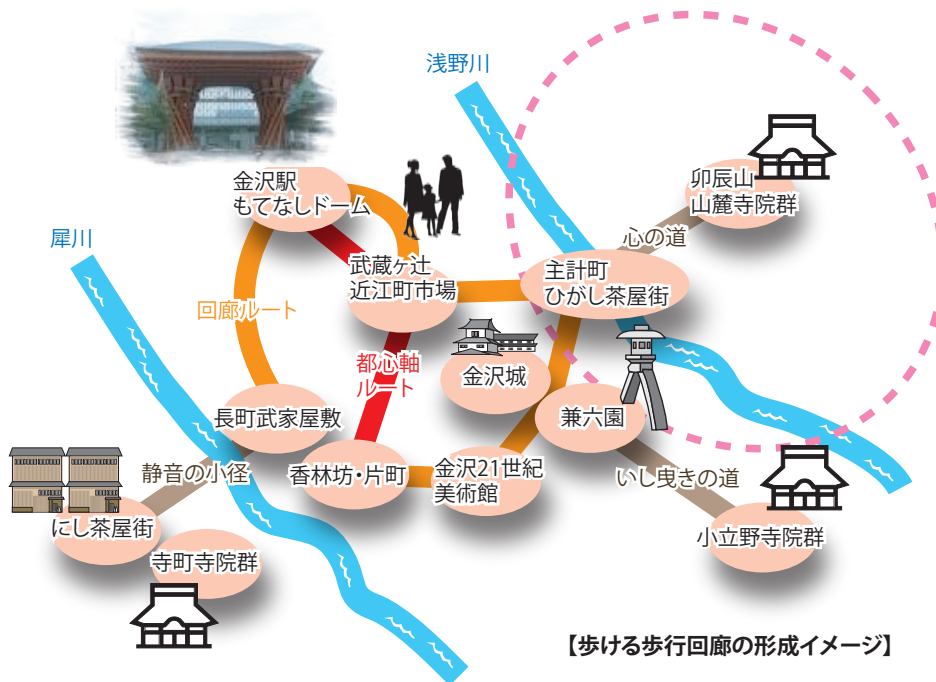 浅野川
金沢駅
もてなしドーム
卯辰山
山麓寺院群
心の道
犀川
武蔵ヶ辻
近江町市場
主計町
ひがし茶屋街
回廊ルート
都心軸
ルート
金沢城
長町武家屋敷
兼六園
静音の小径
香林坊・片町
金沢21世紀
美術館
いし曳きの道
にし茶屋街
小立野寺院群
寺町寺院群
【歩ける歩行回廊の形成イメージ】